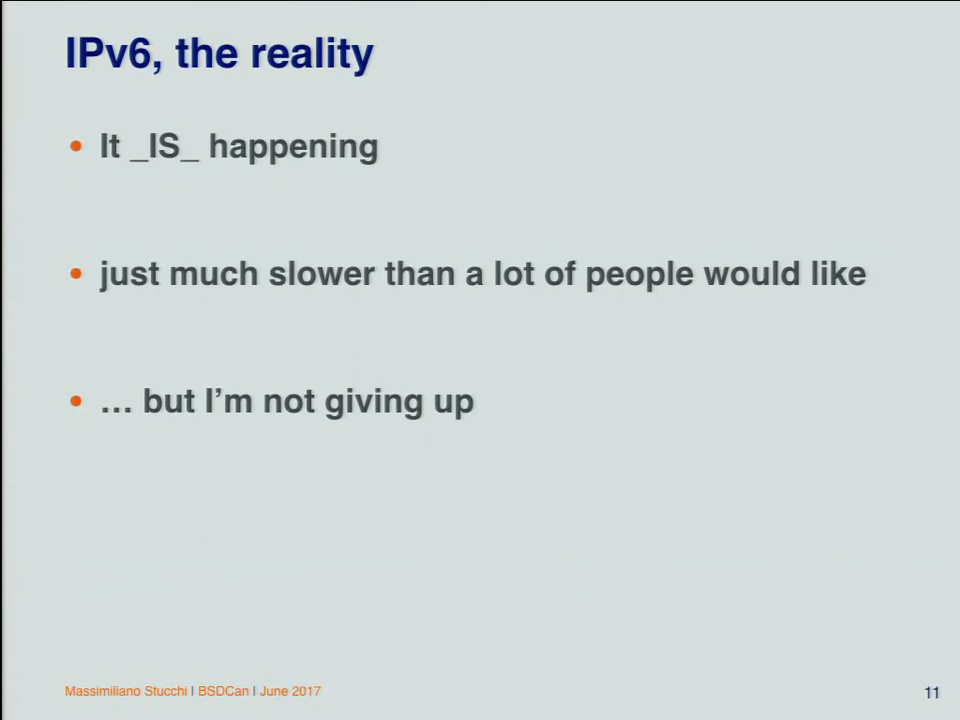 IPv6, the reality
• It _IS_ happening
• just much slower than a lot of people would like
• … but I’m not giving up
Massimiliano Stucchi | BSDCan | June 2017
11